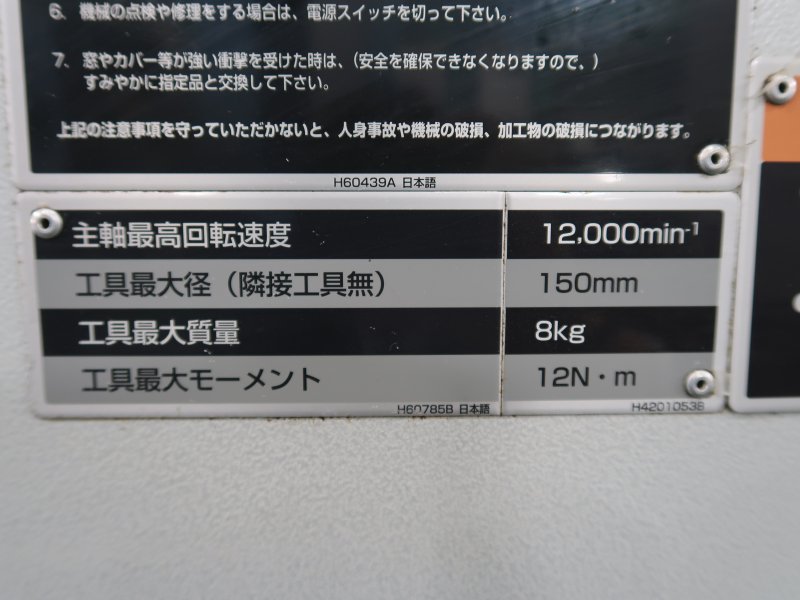 6. 機械の点検や修理をする場合は、電源スイッチを切って下さい。
7. 窓やカバー等が強い衝撃を受けた時は、(安全を確保できなくなりますので、)
すみやかに指定品と交換して下さい。
上記の注意事項を守っていただかないと、人身事故や機械の破損、加工物の破損につながります。
H60439A 日本語
主軸最高回転速度 12,000min⁻¹
工具最大径（隣接工具無） 150mm
工具最大質量 8kg
工具最大モーメント 12N・m
H60785B 日本語 H4201053B